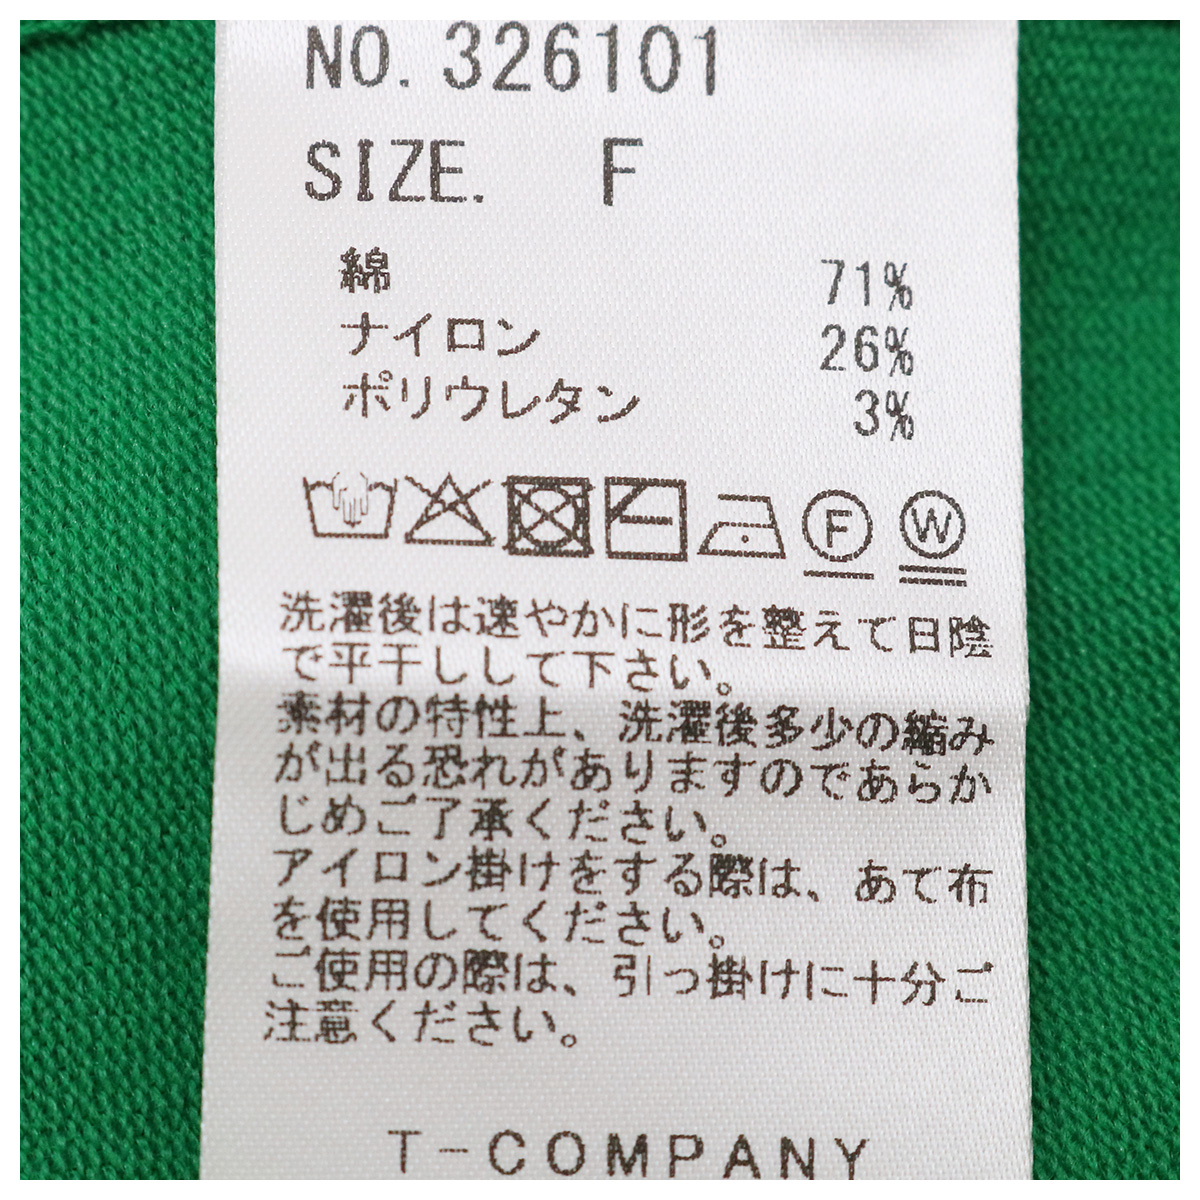 NO. 326101
SIZE. F
綿 71%
ナイロン 26%
ポリウレタン 3%
F W
洗濯後は速やかに形を整えて日陰
で平干しして下さい。
素材の特性上、洗濯後多少の縮み
が出る恐れがありますのであらか
じめご了承ください。
アイロン掛けをする際は、あて布
を使用してください。
ご使用の際は、引っ掛けに十分ご
注意ください。
T-COMPANY